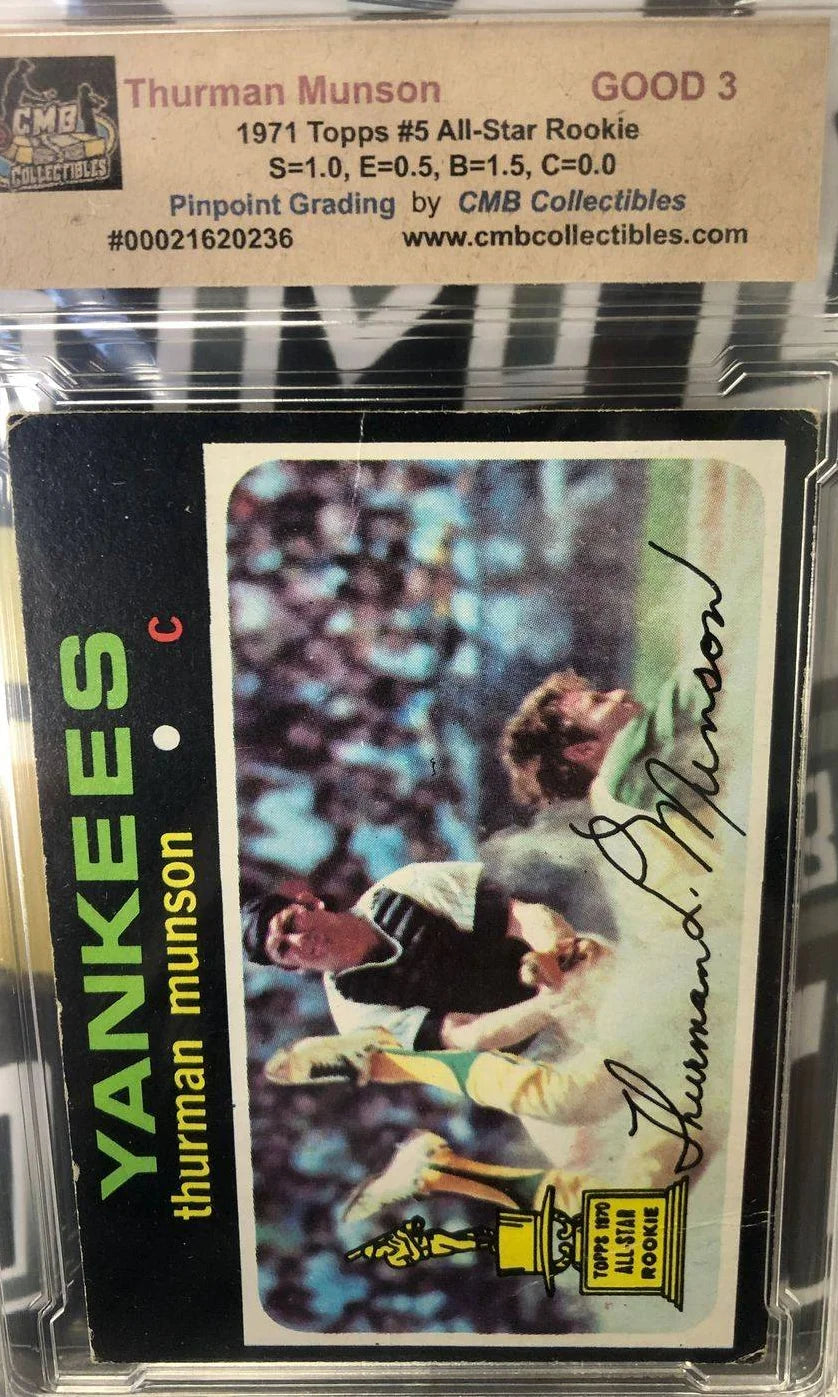 CMB
COLLECTIBLES
Thurman Munson GOOD 3
1971 Topps #5 All-Star Rookie
S=1.0, E=0.5, B=1.5, C=0.0
Pinpoint Grading by CMB Collectibles
#00021620236 www.cmbcollectibles.com
YANKEES
thurman munson • c
Thurman L. Munson
TOPPS 1970
ALL-STAR
ROOKIE